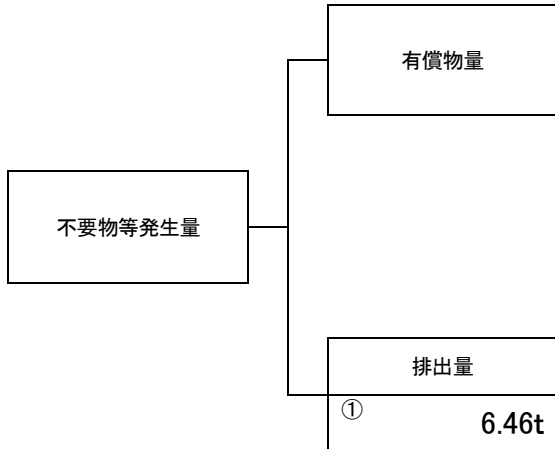 有償物量
不要物等発生量
排出量
①
6.46t